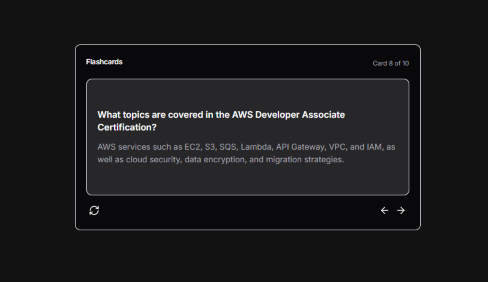 Flashcards
Card 8 of 10
What topics are covered in the AWS Developer Associate
Certification?
AWS services such as EC2, S3, SQS, Lambda, API Gateway, VPC, and IAM, as
well as cloud security, data encryption, and migration strategies.